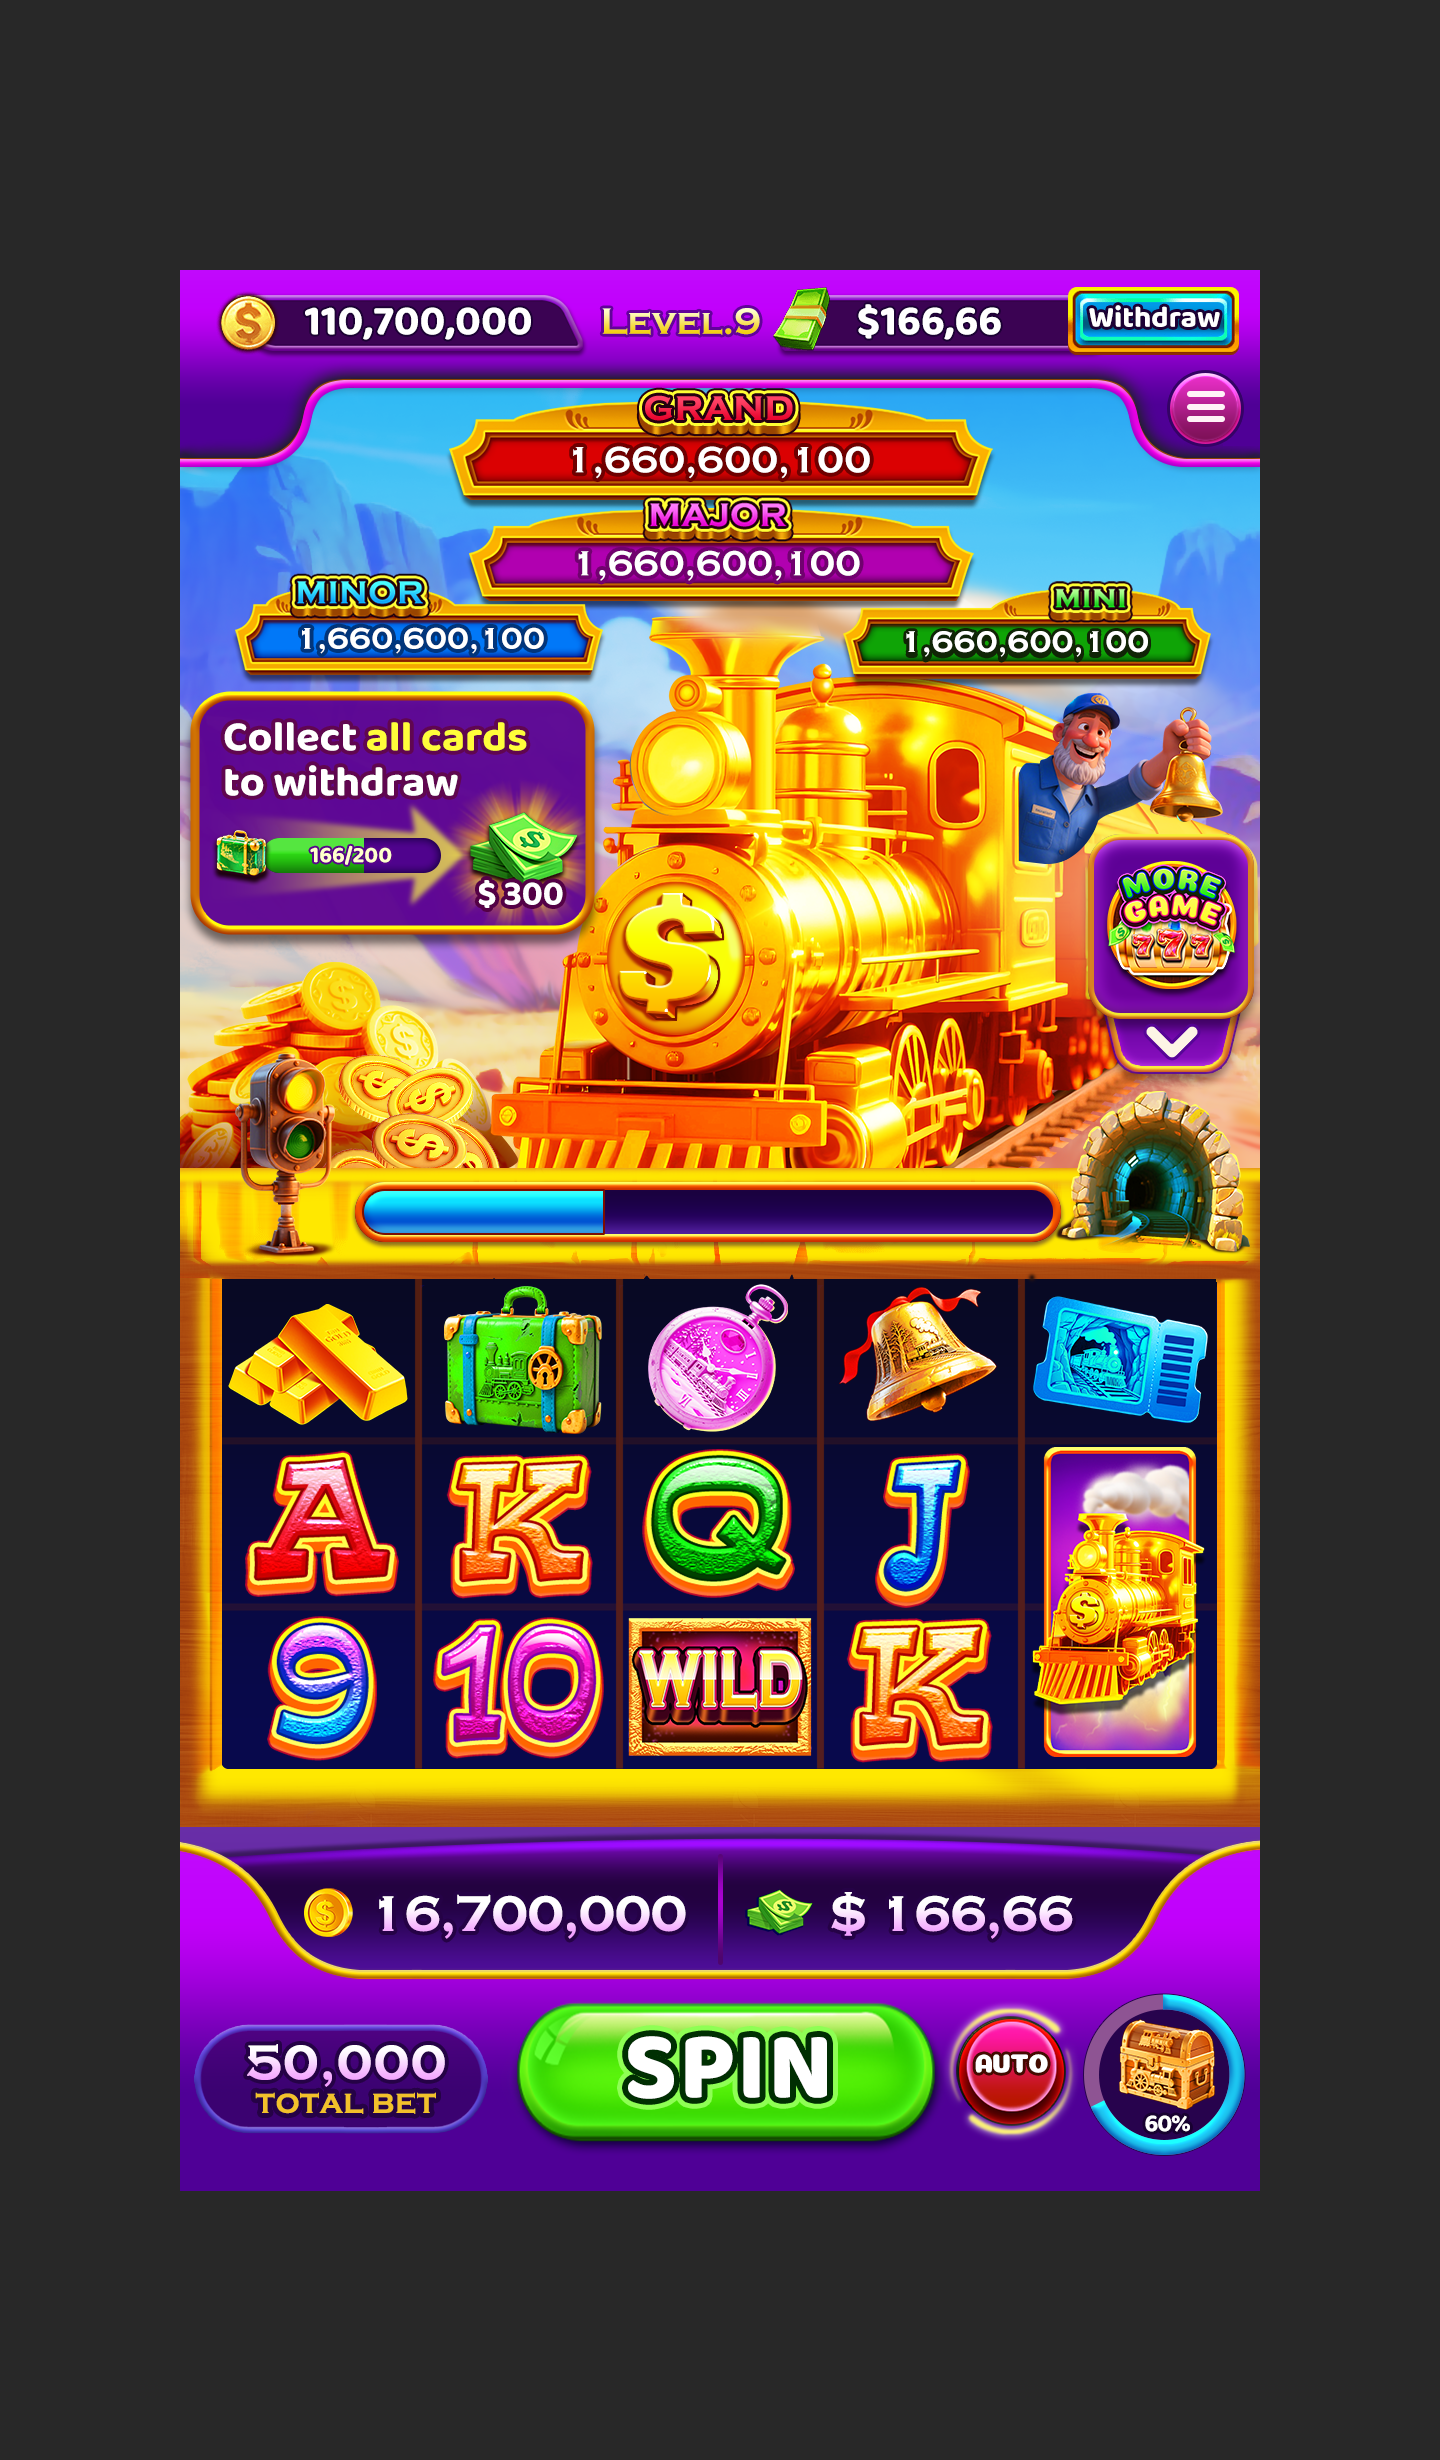 110,700,000
LEVEL.9
$166,66
Withdraw
GRAND
1,660,600,100
MAJOR
1,660,600,100
MINOR
1,660,600,100
MINI
1,660,600,100
Collect all cards
to withdraw
166/200
$ 300
MORE
GAME
777
A K Q J
9 10 WILD K
16,700,000
$ 166,66
50,000
TOTAL BET
SPIN
AUTO
60%